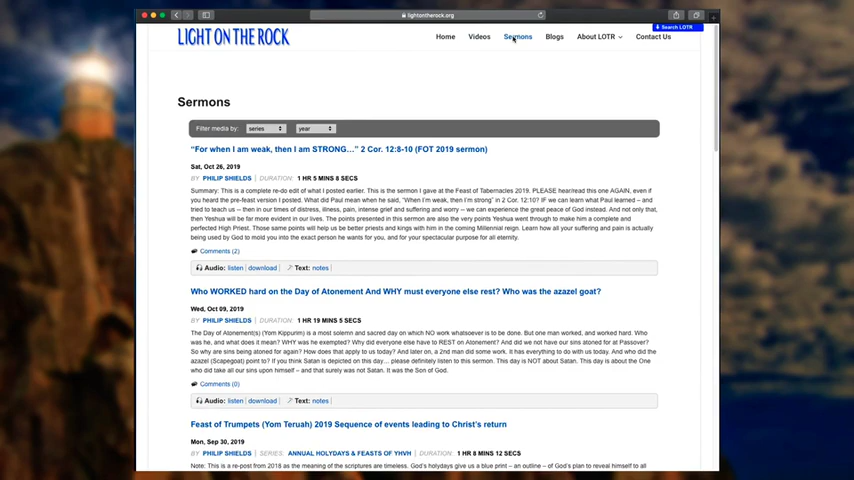 lightontherock.org
Search LOTR
LIGHT ON THE ROCK
Home Videos Sermons Blogs About LOTR Contact Us
Sermons
Filter media by: series year
“For when I am weak, then I am STRONG…” 2 Cor. 12:8-10 (FOT 2019 sermon)
Sat, Oct 26, 2019
BY PHILIP SHIELDS | DURATION: 1 HR 5 MINS 8 SECS
Summary: This is a complete re-do edit of what I posted earlier. This is the sermon I gave at the Feast of Tabernacles 2019. PLEASE hear/read this one AGAIN, even if
you heard the pre-feast version I posted. What did Paul mean when he said, "When I'm weak, then I'm strong" in 2 Cor. 12:10? IF we can learn what Paul learned – and
tried to teach us – then in our times of distress, illness, pain, intense grief and suffering and worry – we can experience the great peace of God instead. And not only that,
then Yeshua will be far more evident in our lives. The points presented in this sermon are also the very points Yeshua went through to make him a complete and
perfected High Priest. Those same points will help us be better priests and kings with him in the coming Millennial reign. Learn how all your suffering and pain is actually
being used by God to mold you into the exact person he wants for you, and for your spectacular purpose for all eternity.
Comments (2)
Audio: listen | download | Text: notes |
Who WORKED hard on the Day of Atonement And WHY must everyone else rest? Who was the azazel goat?
Wed, Oct 09, 2019
BY PHILIP SHIELDS | DURATION: 1 HR 19 MINS 5 SECS
The Day of Atonement(s) (Yom Kippurim) is a most solemn and sacred day on which NO work whatsoever is to be done. But one man worked, and worked hard. Who
was he, and what does it mean? WHY was he exempted? Why did everyone else have to REST on Atonement? And did we not have our sins atoned for at Passover?
So why are sins being atoned for again? How does that apply to us today? And later on, a 2nd man did some work. It has everything to do with us today. And who did the
azazel (Scapegoat) point to? If you think Satan is depicted on this day… please definitely listen to this sermon. This day is NOT about Satan. This day is about the One
who did take all our sins upon himself – and that surely was not Satan. It was the Son of God.
Comments (0)
Audio: listen | download | Text: notes |
Feast of Trumpets (Yom Teruah) 2019 Sequence of events leading to Christ's return
Mon, Sep 30, 2019
BY PHILIP SHIELDS | SERIES: ANNUAL HOLYDAYS & FEASTS OF YHVH | DURATION: 1 HR 8 MINS 12 SECS
Note: This is a re-post from 2018 as the meaning of the scriptures are timeless. God's holydays give us a blue print – an outline – of God's plan to reveal himself to all